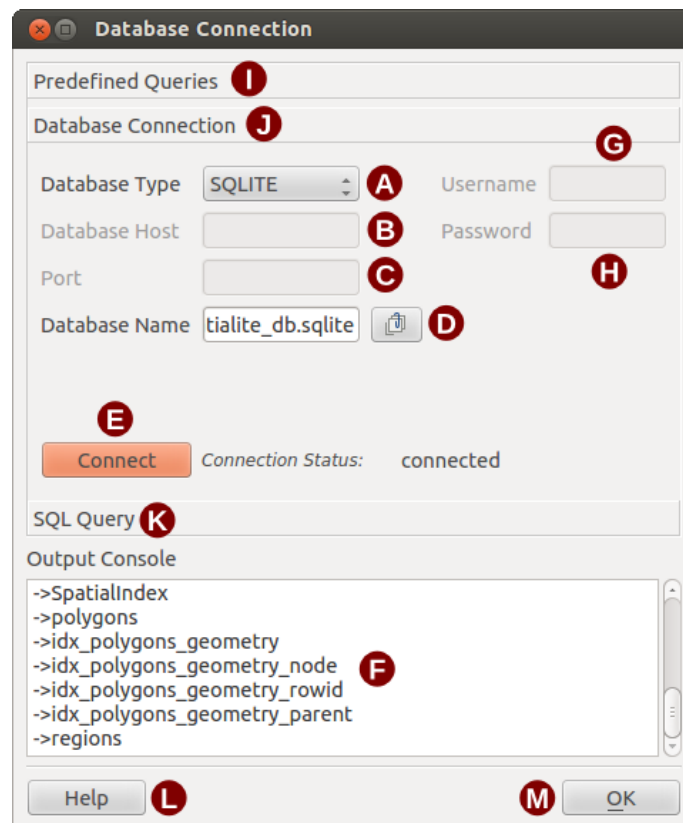 Database Connection
Predefined Queries I
Database Connection J
G
Database Type SQLITE A Username
Database Host B Password
Port C H
Database Name tialite_db.sqlite D
E
Connect Connection Status: connected
SQL Query K
Output Console
->SpatialIndex
->polygons
->idx_polygons_geometry
->idx_polygons_geometry_node F
->idx_polygons_geometry_rowid
->idx_polygons_geometry_parent
->regions
Help L M OK